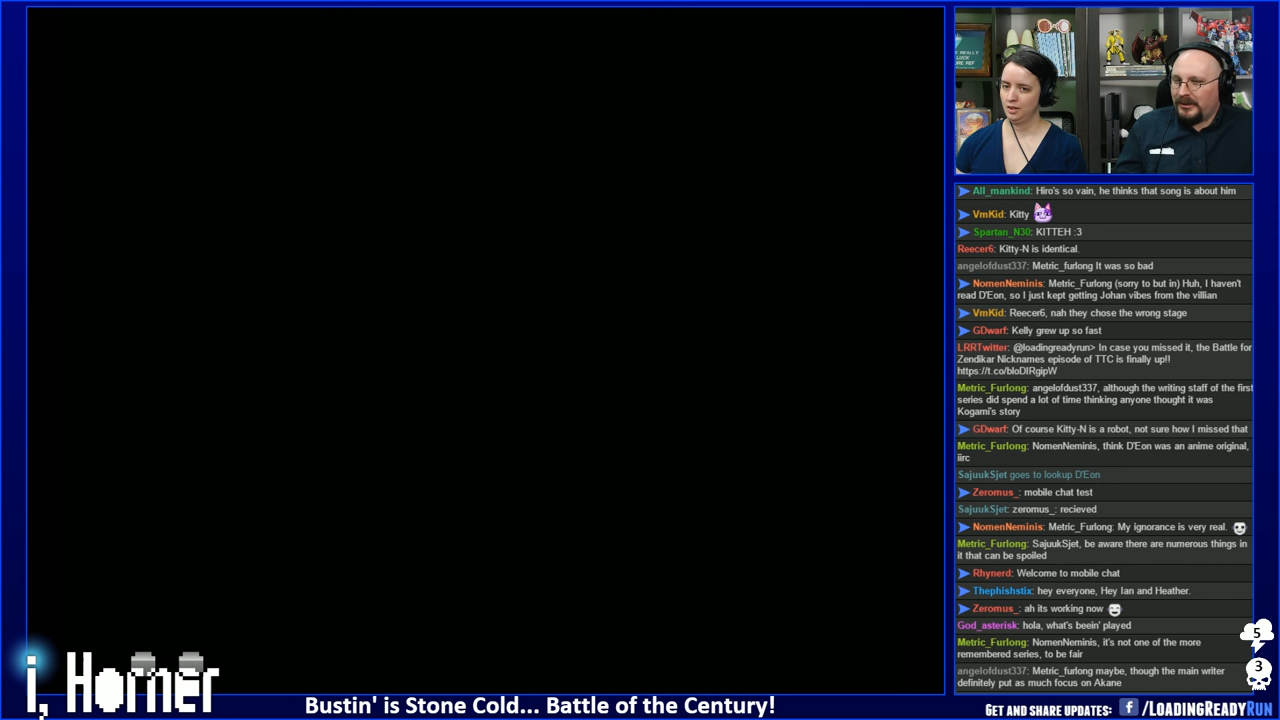 All_mankind: Hiro's so vain, he thinks that song is about him
VmKid: Kitty
Spartan_N30: KITTEH :3
Reecer6: Kitty-N is identical.
angelofdust337: Metric_furlong It was so bad
NomenNeminis: Metric_Furlong (sorry to but in) Huh, I haven't
read D'Eon, so I just kept getting Johan vibes from the villian
VmKid: Reecer6, nah they chose the wrong stage
GDwarf: Kelly grew up so fast
LRRTwitter: @loadingreadyrun> In case you missed it, the Battle for
Zendikar Nicknames episode of TTC is finally up!!
https://t.co/bIoDIRgipW
Metric_Furlong: angelofdust337, although the writing staff of the first
series did spend a lot of time thinking anyone thought it was
Kogami's story
GDwarf: Of course Kitty-N is a robot, not sure how I missed that
Metric_Furlong: NomenNeminis, think D'Eon was an anime original,
iirc
SajuukSjet goes to lookup D'Eon
Zeromus_: mobile chat test
SajuukSjet: zeromus_: recieved
NomenNeminis: Metric_Furlong: My ignorance is very real.
Metric_Furlong: SajuukSjet, be aware there are numerous things in
it that can be spoiled
Rhynerd: Welcome to mobile chat
Thephishstix: hey everyone, Hey Ian and Heather.
Zeromus_: ah its working now
God_asterisk: hola, what's beein' played
Metric_Furlong: NomenNeminis, it's not one of the more
remembered series, to be fair
angelofdust337: Metric_furlong maybe, though the main writer
definitely put as much focus on Akane
5
3
i, Horner
Bustin' is Stone Cold... Battle of the Century!
Get and share updates: f /LoadingReadyRun